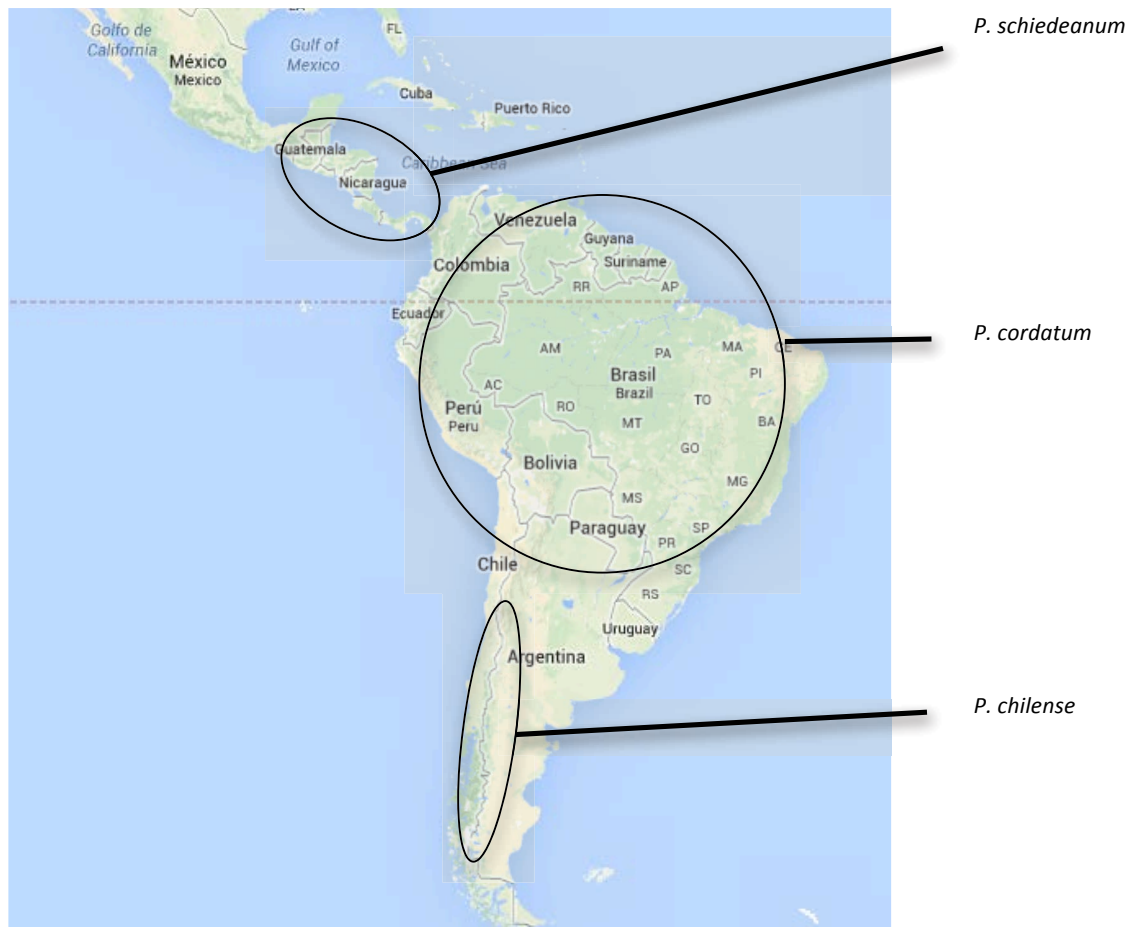 P. schiedeanum
Golfo de
California
FL
Gulf of
Mexico
México
Mexico
Cuba
Puerto Rico
Guatemala
Caribbean Sea
Nicaragua
Venezuela
Guyana
Suriname
Colombia
RR
AP
Ecuador
P. cordatum
AM
PA
MA
CE
Brasil
Brazil
PI
AC
TO
Perú
Peru
RO
MT
BA
GO
Bolivia
MG
MS
Paraguay
SP
PR
Chile
SC
RS
Uruguay
Argentina
P. chilense